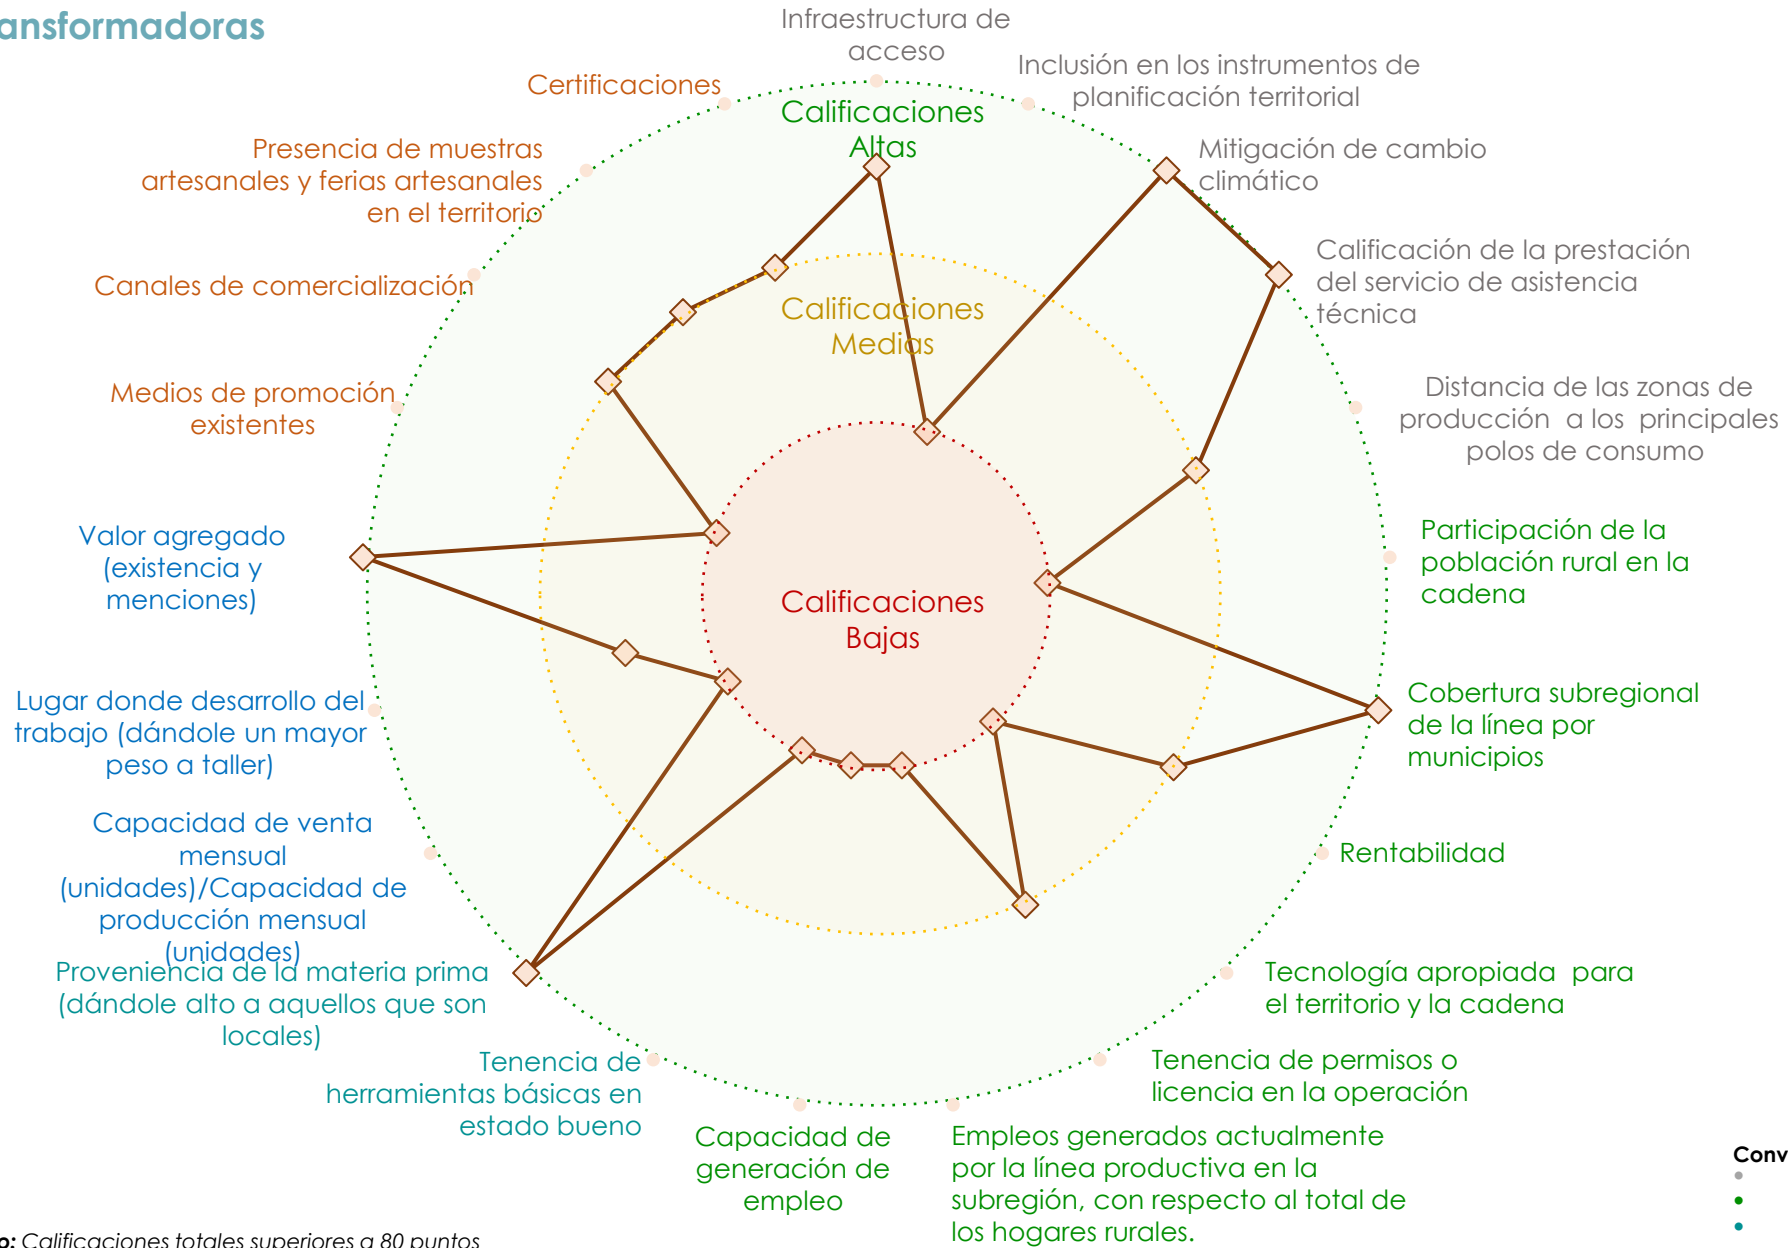 ansformadoras
Infraestructura de
acceso
Inclusión en los instrumentos de
planificación territorial
Mitigación de cambio
climático
Calificación de la prestación
del servicio de asistencia
técnica
Distancia de las zonas de
producción a los principales
polos de consumo
Participación de la
población rural en la
cadena
Cobertura subregional
de la línea por
municipios
Rentabilidad
Tecnología apropiada para
el territorio y la cadena
Tenencia de permisos o
licencia en la operación
Empleos generados actualmente
por la línea productiva en la
subregión, con respecto al total de
los hogares rurales.
Capacidad de
generación de
empleo
Tenencia de
herramientas básicas en
estado bueno
Proveniencia de la materia prima
(dándole alto a aquellos que son
locales)
Capacidad de venta
mensual
(unidades)/Capacidad de
producción mensual
(unidades)
Lugar donde desarrollo del
trabajo (dándole un mayor
peso a taller)
Valor agregado
(existencia y
menciones)
Medios de promoción
existentes
Canales de comercialización
Presencia de muestras
artesanales y ferias artesanales
en el territorio
Certificaciones
Calificaciones
Altas
Calificaciones
Medias
Calificaciones
Bajas
Conv
o: Calificaciones totales superiores a 80 puntos